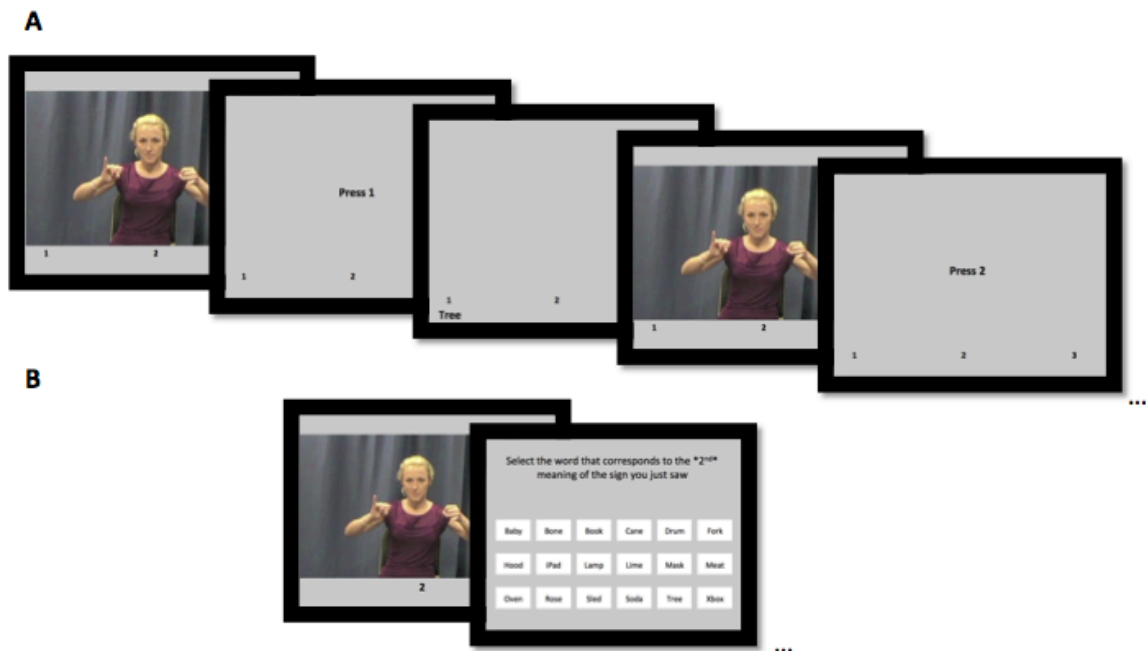 A
1 2
Press 1
1 2
1 2
Tree
1 2
Press 2
1 2 3
...
B
2
Select the word that corresponds to the *2nd*
meaning of the sign you just saw
Baby Bone Book Cane Drum Fork
Hood iPad Lamp Lime Mask Meat
Oven Rose Sled Soda Tree Xbox
...